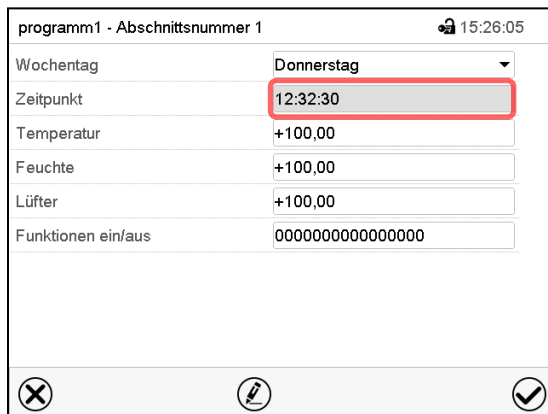 programm1 - Abschnittsnummer 1 15:26:05
Wochentag Donnerstag
Zeitpunkt 12:32:30
Temperatur +100,00
Feuchte +100,00
Lüfter +100,00
Funktionen ein/aus 0000000000000000